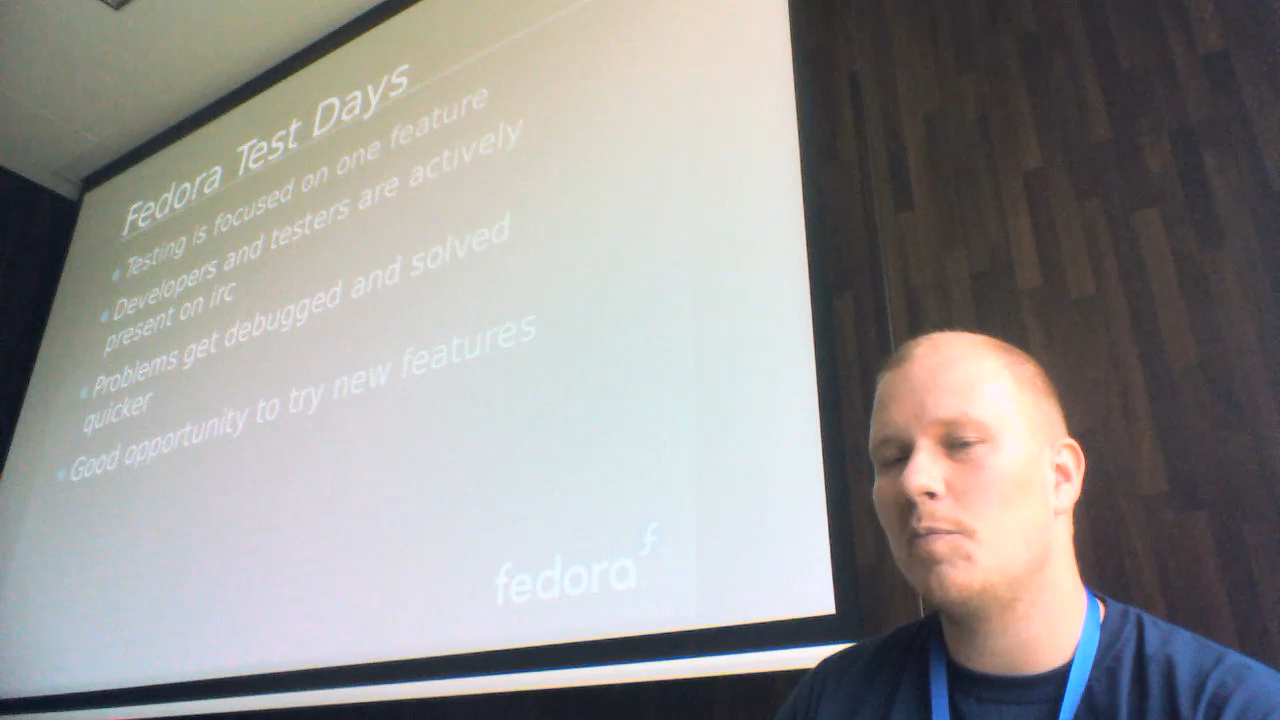 Fedora Test Days
Testing is focused on one feature
Developers and testers are actively
present on irc
Problems get debugged and solved
quicker
Good opportunity to try new features
fedora f